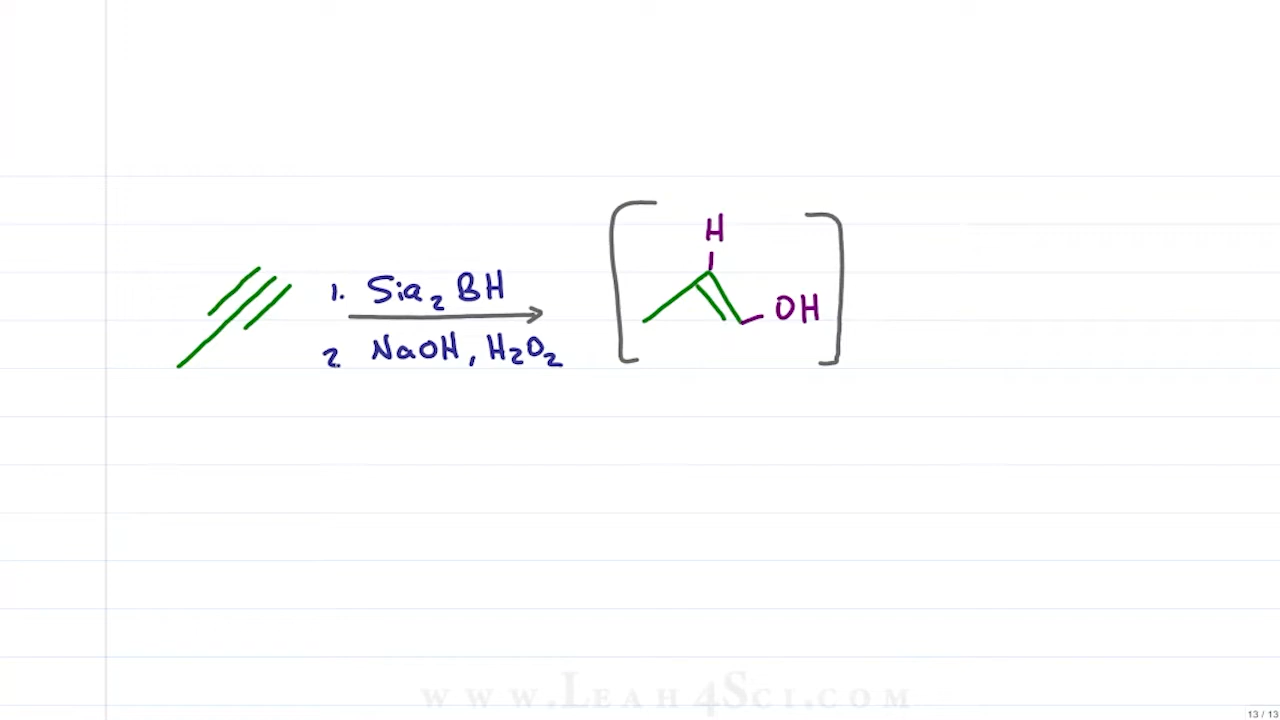 H
1. Sia₂BH
OH
2. NaOH, H₂O₂
www.Leah4Sci.com
13 / 13